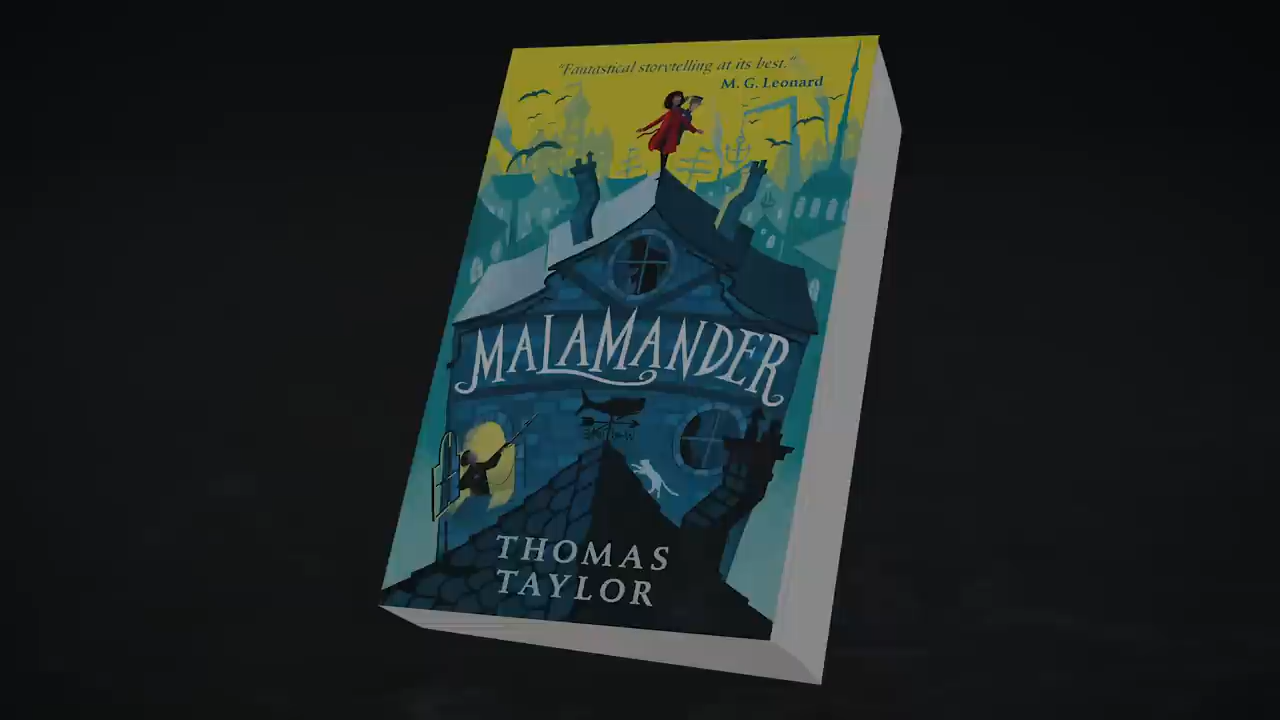 "Fantastical storytelling at its best."
M. G. Leonard
MALAMANDER
THOMAS
TAYLOR